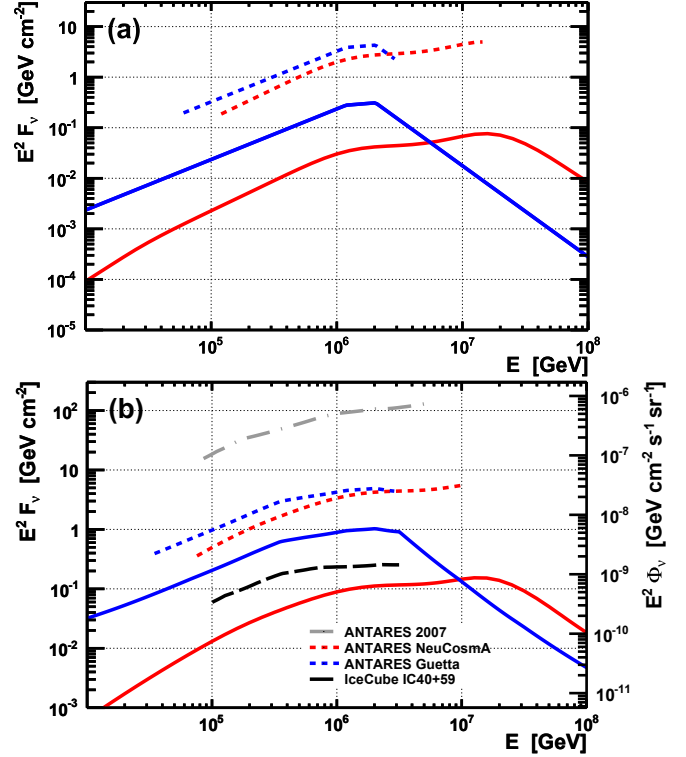 (a)
E² Fν [GeV cm⁻²]
10
1
10⁻¹
10⁻²
10⁻³
10⁻⁴
10⁻⁵
10⁵ 10⁶ 10⁷ 10⁸
E [GeV]
(b)
E² Fν [GeV cm⁻²]
10²
10
1
10⁻¹
10⁻²
10⁻³
E² Φν [GeV cm⁻² s⁻¹ sr⁻¹]
10⁻⁶
10⁻⁷
10⁻⁸
10⁻⁹
10⁻¹⁰
10⁻¹¹
ANTARES 2007
ANTARES NeuCosmA
ANTARES Guetta
IceCube IC40+59
10⁵ 10⁶ 10⁷ 10⁸
E [GeV]